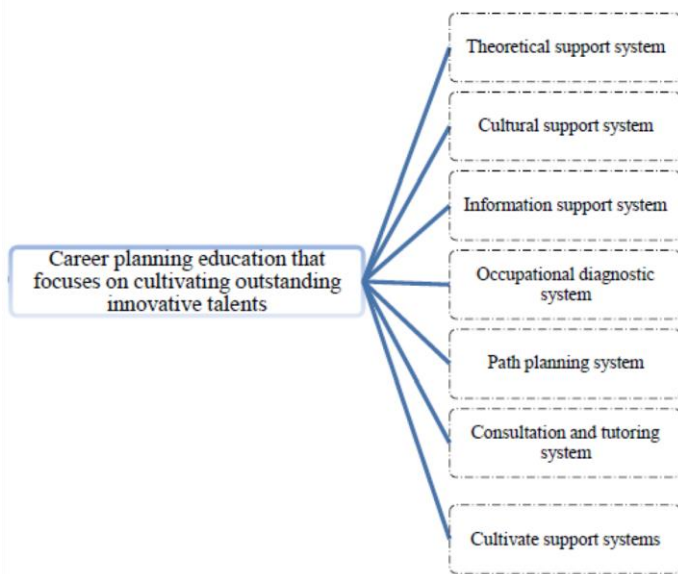 Theoretical support system
Cultural support system
Information support system
Career planning education that
focuses on cultivating outstanding
innovative talents
Occupational diagnostic
system
Path planning system
Consultation and tutoring
system
Cultivate support systems